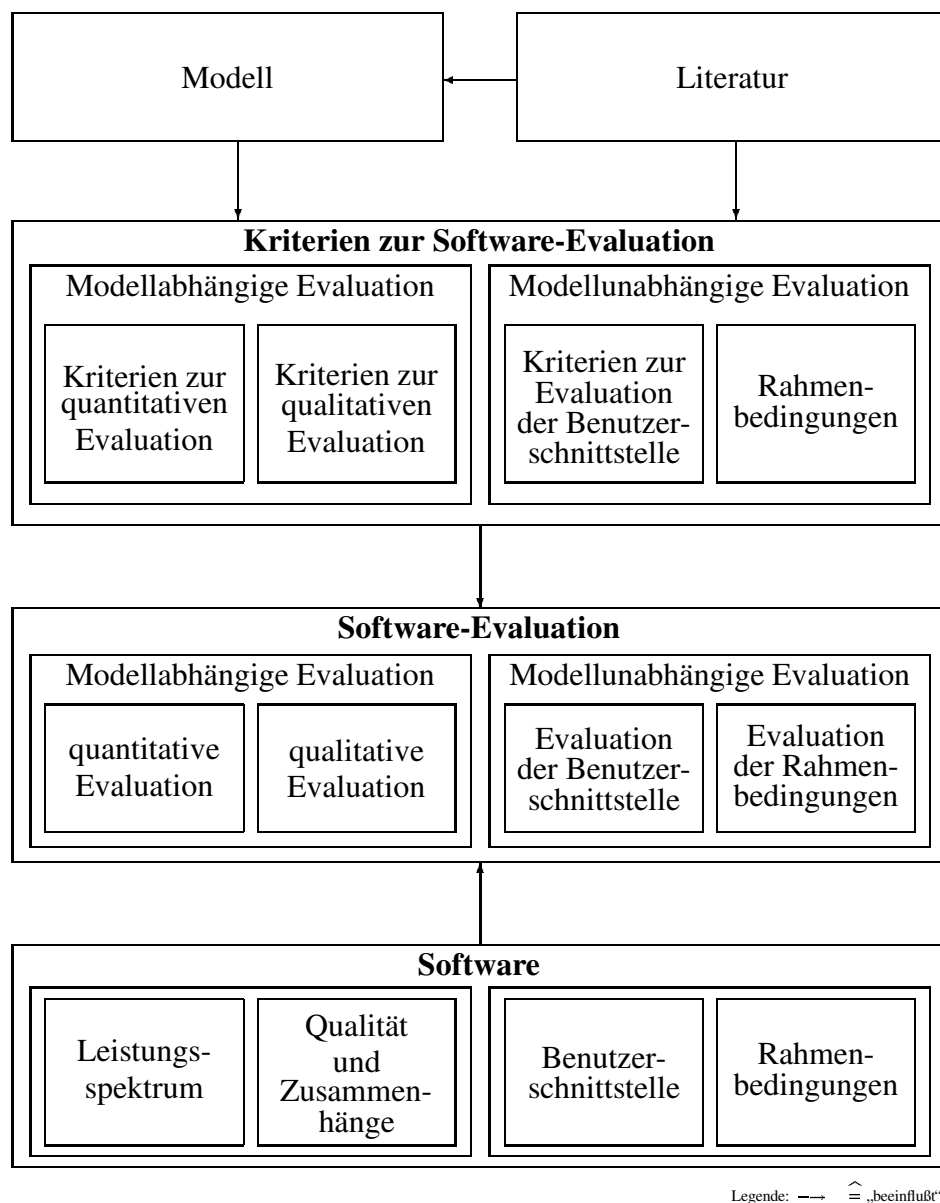 Modell
Literatur
Kriterien zur Software-Evaluation
Modellabhängige Evaluation
Kriterien zur
quantitativen
Evaluation
Kriterien zur
qualitativen
Evaluation
Modellunabhängige Evaluation
Kriterien zur
Evaluation
der Benutzer-
schnittstelle
Rahmen-
bedingungen
Software-Evaluation
Modellabhängige Evaluation
quantitative
Evaluation
qualitative
Evaluation
Modellunabhängige Evaluation
Evaluation
der Benutzer-
schnittstelle
Evaluation
der Rahmen-
bedingungen
Software
Leistungs-
spektrum
Qualität
und
Zusammen-
hänge
Benutzer-
schnittstelle
Rahmen-
bedingungen
Legende: —→ ≙ „beeinflußt“